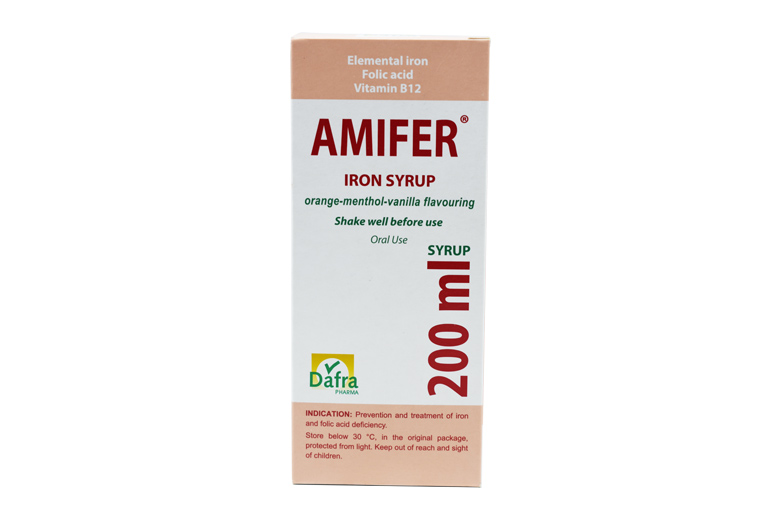 Elemental iron
Folic acid
Vitamin B12
AMIFER®
IRON SYRUP
orange-menthol-vanilla flavouring
Shake well before use
Oral Use
SYRUP
200 ml
Dafra
PHARMA
INDICATION: Prevention and treatment of iron
and folic acid deficiency.
Store below 30 °C, in the original package,
protected from light. Keep out of reach and sight
of children.